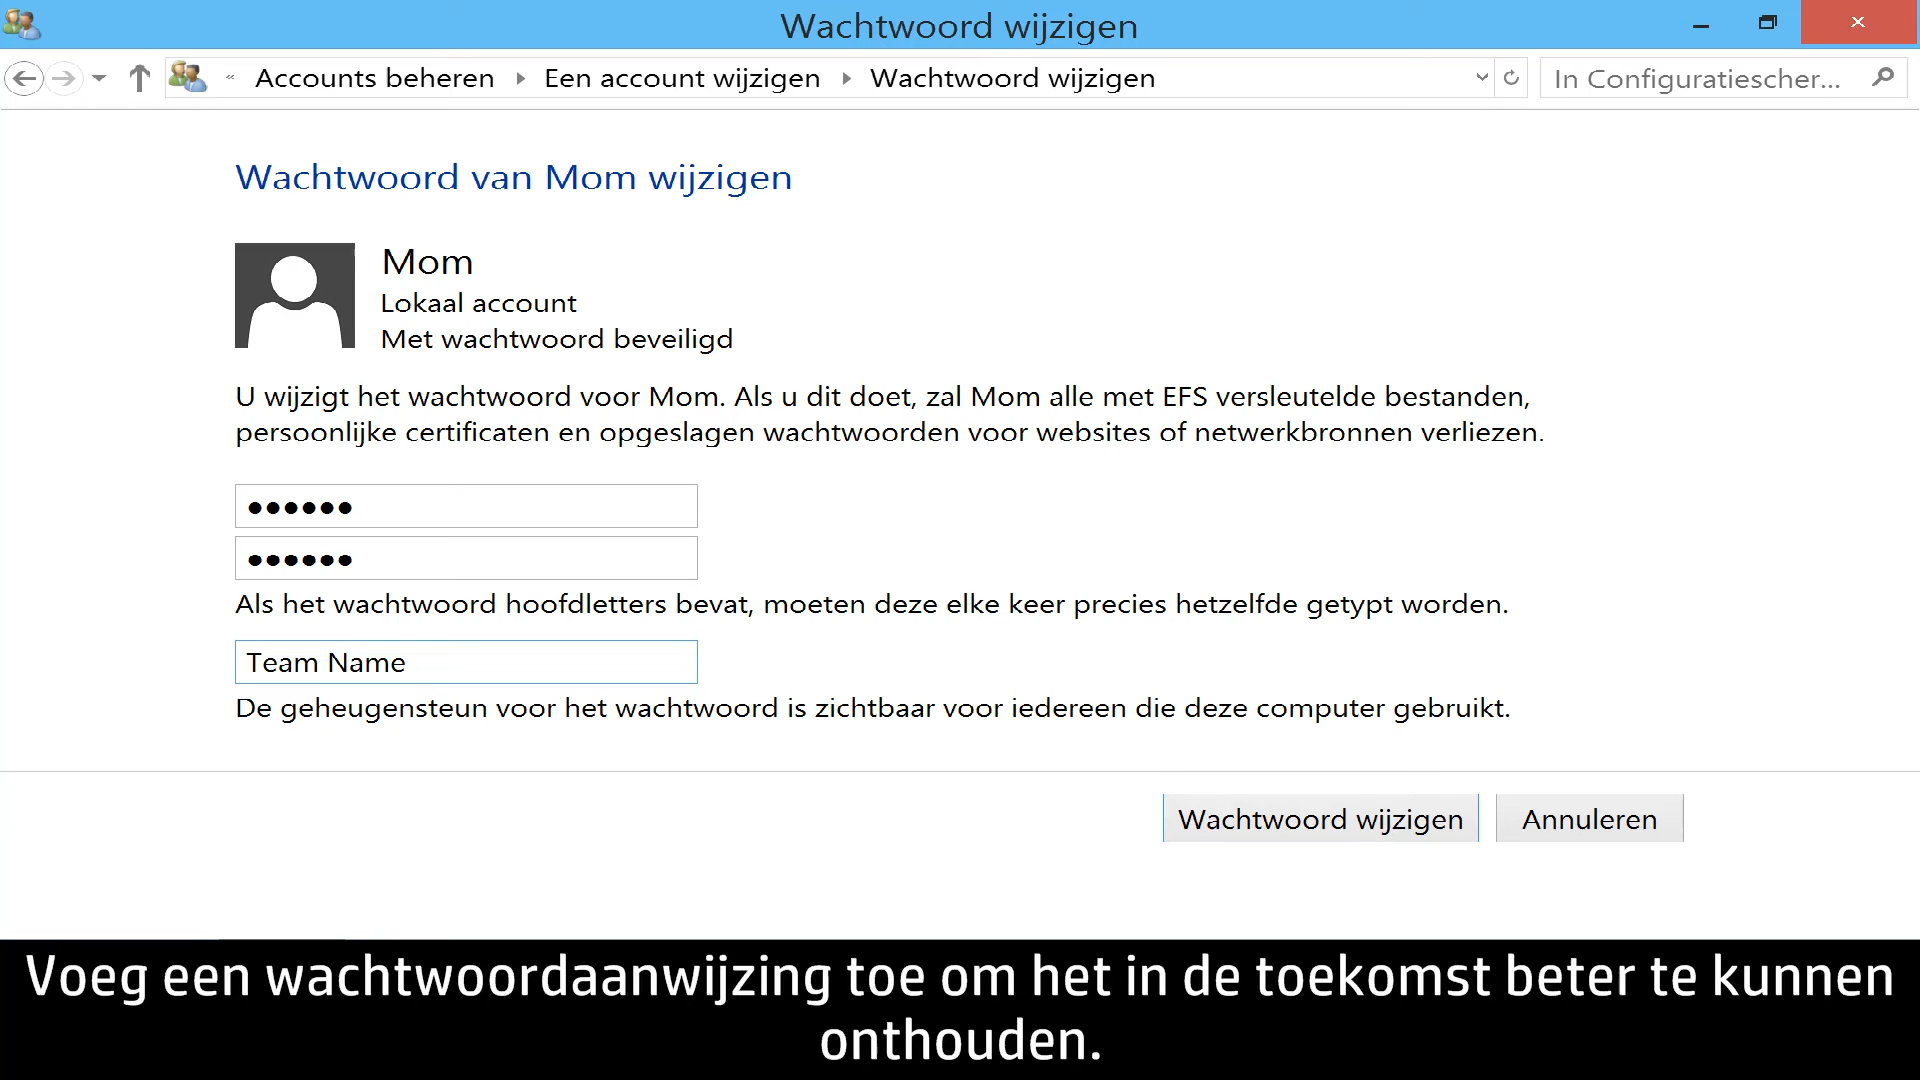 Wachtwoord wijzigen
« Accounts beheren ▸ Een account wijzigen ▸ Wachtwoord wijzigen
In Configuratiescher...
Wachtwoord van Mom wijzigen
Mom
Lokaal account
Met wachtwoord beveiligd
U wijzigt het wachtwoord voor Mom. Als u dit doet, zal Mom alle met EFS versleutelde bestanden,
persoonlijke certificaten en opgeslagen wachtwoorden voor websites of netwerkbronnen verliezen.
●●●●●●
●●●●●●
Als het wachtwoord hoofdletters bevat, moeten deze elke keer precies hetzelfde getypt worden.
Team Name
De geheugensteun voor het wachtwoord is zichtbaar voor iedereen die deze computer gebruikt.
Wachtwoord wijzigen
Annuleren
Voeg een wachtwoordaanwijzing toe om het in de toekomst beter te kunnen
onthouden.